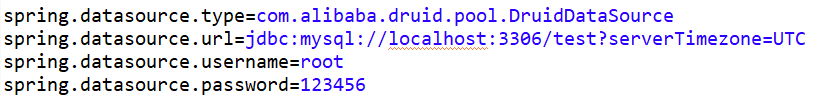 spring.datasource.type=com.alibaba.druid.pool.DruidDataSource
spring.datasource.url=jdbc:mysql://localhost:3306/test?serverTimezone=UTC
spring.datasource.username=root
spring.datasource.password=123456